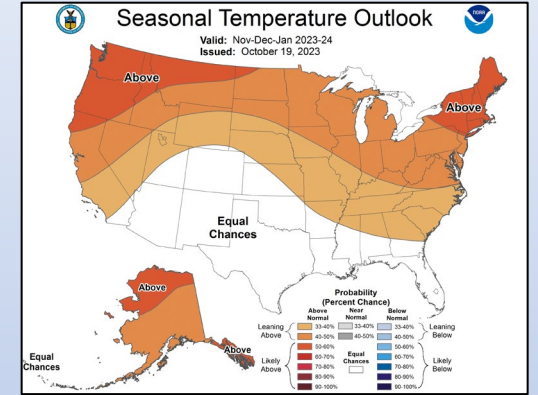 Seasonal Temperature Outlook
Valid: Nov-Dec-Jan 2023-24
Issued: October 19, 2023
NOAA
Above
Above
Equal
Chances
Above
Above
Equal
Chances
Probability
(Percent Chance)
Above
Normal
Near
Normal
Below
Normal
Leaning
Above
33-40%
40-50%
33-40%
40-50%
33-40%
40-50%
Leaning
Below
Likely
Above
50-60%
60-70%
70-80%
80-90%
90-100%
Equal
Chances
50-60%
60-70%
70-80%
80-90%
90-100%
Likely
Below